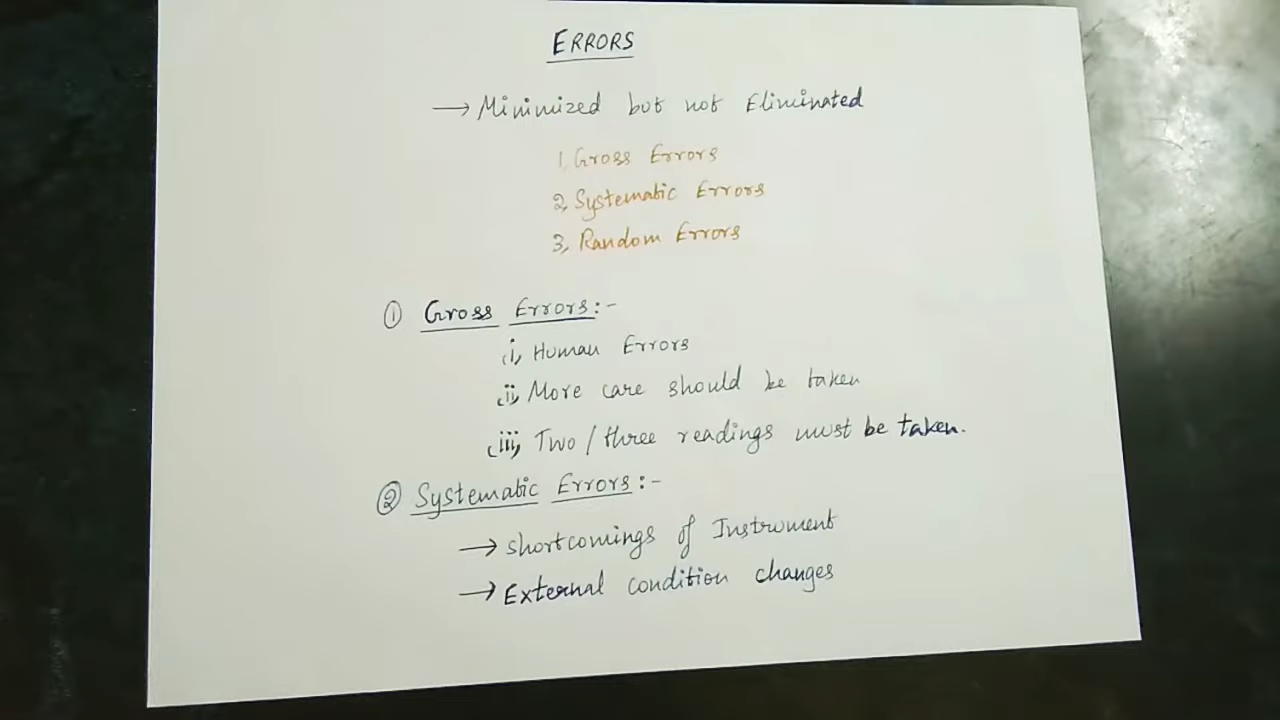 ERRORS
→ Minimized but not Eliminated
1, Gross Errors
2, Systematic Errors
3, Random Errors
① Gross Errors:-
(i, Human Errors
(ii, More care should be taken
(iii, Two / three readings must be taken.
② Systematic Errors:-
→ shortcomings of Instrument
→ External condition changes